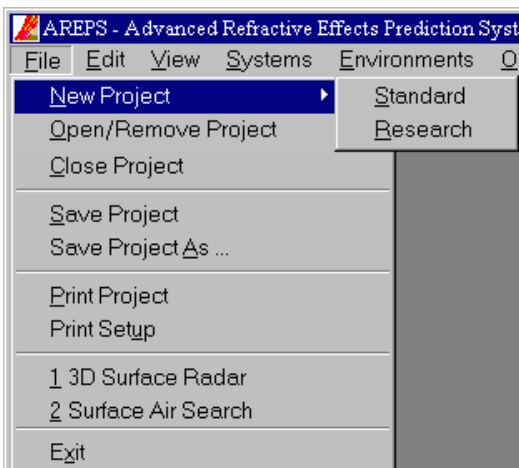 AREPS - Advanced Refractive Effects Prediction Syst
File Edit View Systems Environments O
New Project
Standard
Open/Remove Project
Research
Close Project
Save Project
Save Project As ...
Print Project
Print Setup
1 3D Surface Radar
2 Surface Air Search
Exit